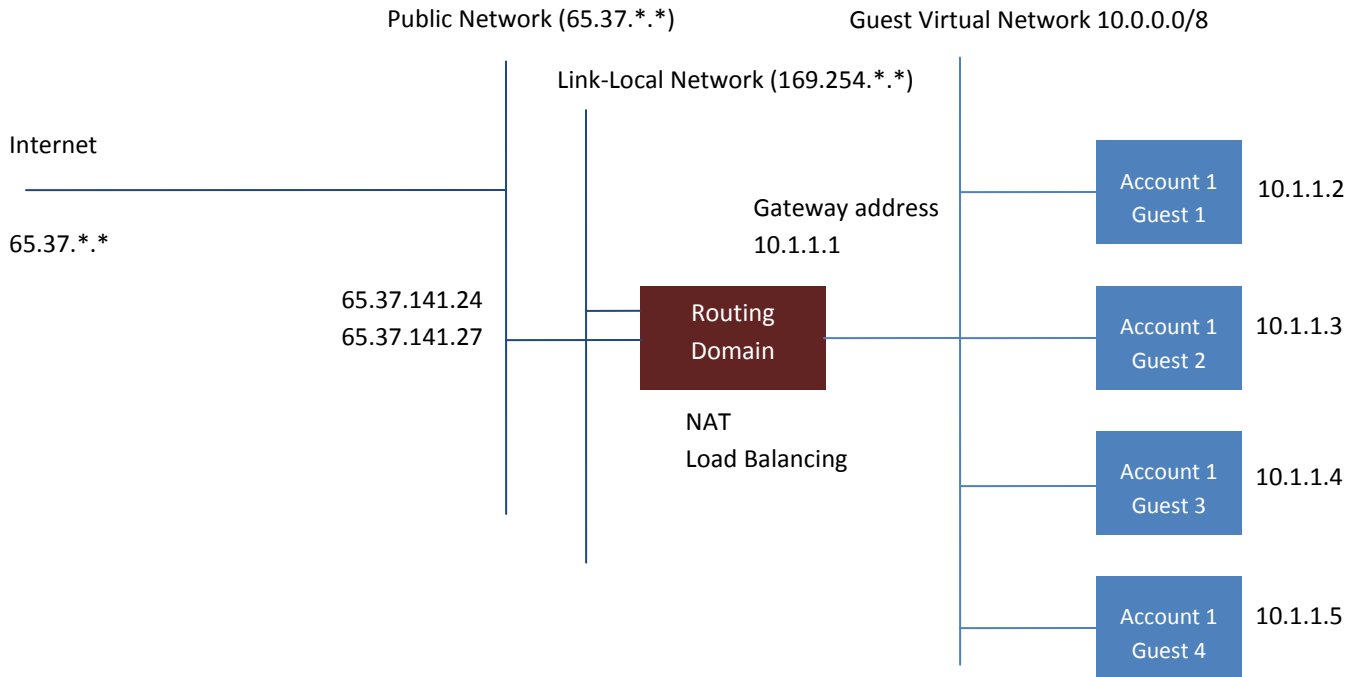 Public Network (65.37.*.*)
Guest Virtual Network 10.0.0.0/8
Link-Local Network (169.254.*.*)
Internet
65.37.*.*
65.37.141.24
65.37.141.27
Gateway address
10.1.1.1
Routing
Domain
NAT
Load Balancing
Account 1
Guest 1
10.1.1.2
Account 1
Guest 2
10.1.1.3
Account 1
Guest 3
10.1.1.4
Account 1
Guest 4
10.1.1.5